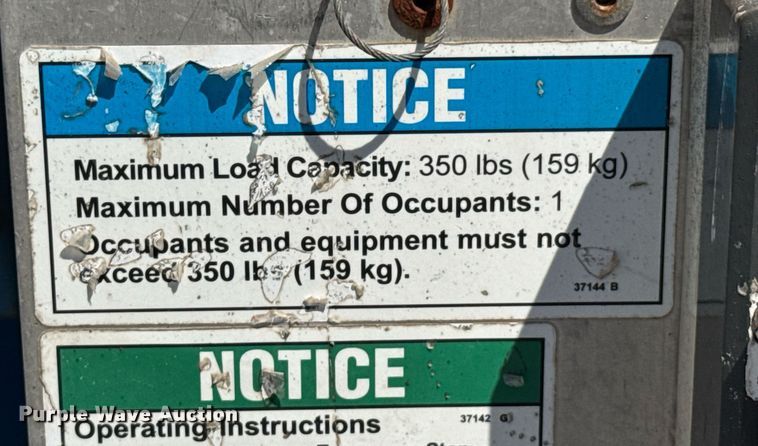 NOTICE
Maximum Load Capacity: 350 lbs (159 kg)
Maximum Number Of Occupants: 1
Occupants and equipment must not
exceed 350 lbs (159 kg).
37144 B
NOTICE
Operating Instructions 37142 G
Purple Wave Auction